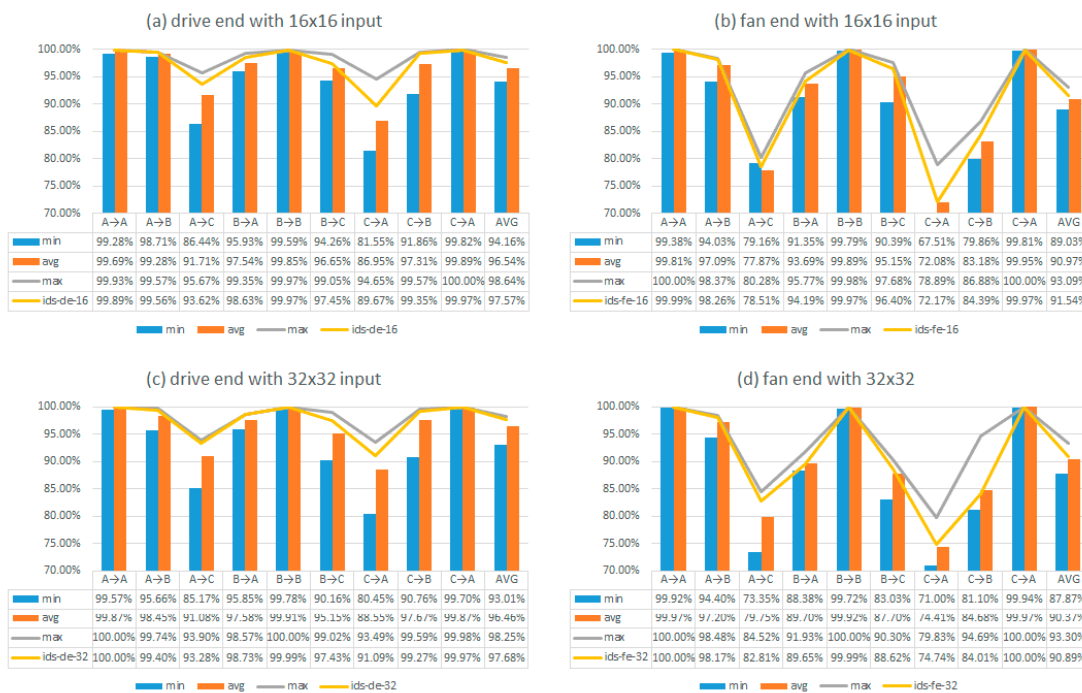 (a) drive end with 16x16 input
100.00%
95.00%
90.00%
85.00%
80.00%
75.00%
70.00%
A→A A→B A→C B→A B→B B→C C→A C→B C→A AVG
min 99.28% 98.71% 86.44% 95.93% 99.59% 94.26% 81.55% 91.86% 99.82% 94.16%
avg 99.69% 99.28% 91.71% 97.54% 99.85% 96.65% 86.95% 97.31% 99.89% 96.54%
max 99.93% 99.57% 95.67% 99.35% 99.97% 99.05% 94.65% 99.57% 100.00% 98.64%
ids-de-16 99.89% 99.56% 93.62% 98.63% 99.97% 97.45% 89.67% 99.35% 99.97% 97.57%
min avg max ids-de-16
(b) fan end with 16x16 input
100.00%
95.00%
90.00%
85.00%
80.00%
75.00%
70.00%
A→A A→B A→C B→A B→B B→C C→A C→B C→A AVG
min 99.38% 94.03% 79.16% 91.35% 99.79% 90.39% 67.51% 79.86% 99.81% 89.03%
avg 99.81% 97.09% 77.87% 93.69% 99.89% 95.15% 72.08% 83.18% 99.95% 90.97%
max 100.00% 98.37% 80.28% 95.77% 99.98% 97.68% 78.89% 86.88% 100.00% 93.09%
ids-fe-16 99.99% 98.26% 78.51% 94.19% 99.97% 96.40% 72.17% 84.39% 99.97% 91.54%
min avg max ids-fe-16
(c) drive end with 32x32 input
100.00%
95.00%
90.00%
85.00%
80.00%
75.00%
70.00%
A→A A→B A→C B→A B→B B→C C→A C→B C→A AVG
min 99.57% 95.66% 85.17% 95.85% 99.78% 90.16% 80.45% 90.76% 99.70% 93.01%
avg 99.87% 98.45% 91.08% 97.58% 99.91% 95.15% 88.55% 97.67% 99.87% 96.46%
max 100.00% 99.74% 93.90% 98.57% 100.00% 99.02% 93.49% 99.59% 99.98% 98.25%
ids-de-32 100.00% 99.40% 93.28% 98.73% 99.99% 97.43% 91.09% 99.27% 99.97% 97.68%
min avg max ids-de-32
(d) fan end with 32x32
100.00%
95.00%
90.00%
85.00%
80.00%
75.00%
70.00%
A→A A→B A→C B→A B→B B→C C→A C→B C→A AVG
min 99.92% 94.40% 73.35% 88.38% 99.72% 83.03% 71.00% 81.10% 99.94% 87.87%
avg 99.97% 97.20% 79.75% 89.70% 99.92% 87.70% 74.41% 84.68% 99.97% 90.37%
max 100.00% 98.48% 84.52% 91.93% 100.00% 90.30% 79.83% 94.69% 100.00% 93.30%
ids-fe-32 100.00% 98.17% 82.81% 89.65% 99.99% 88.62% 74.74% 84.01% 100.00% 90.89%
min avg max ids-fe-32